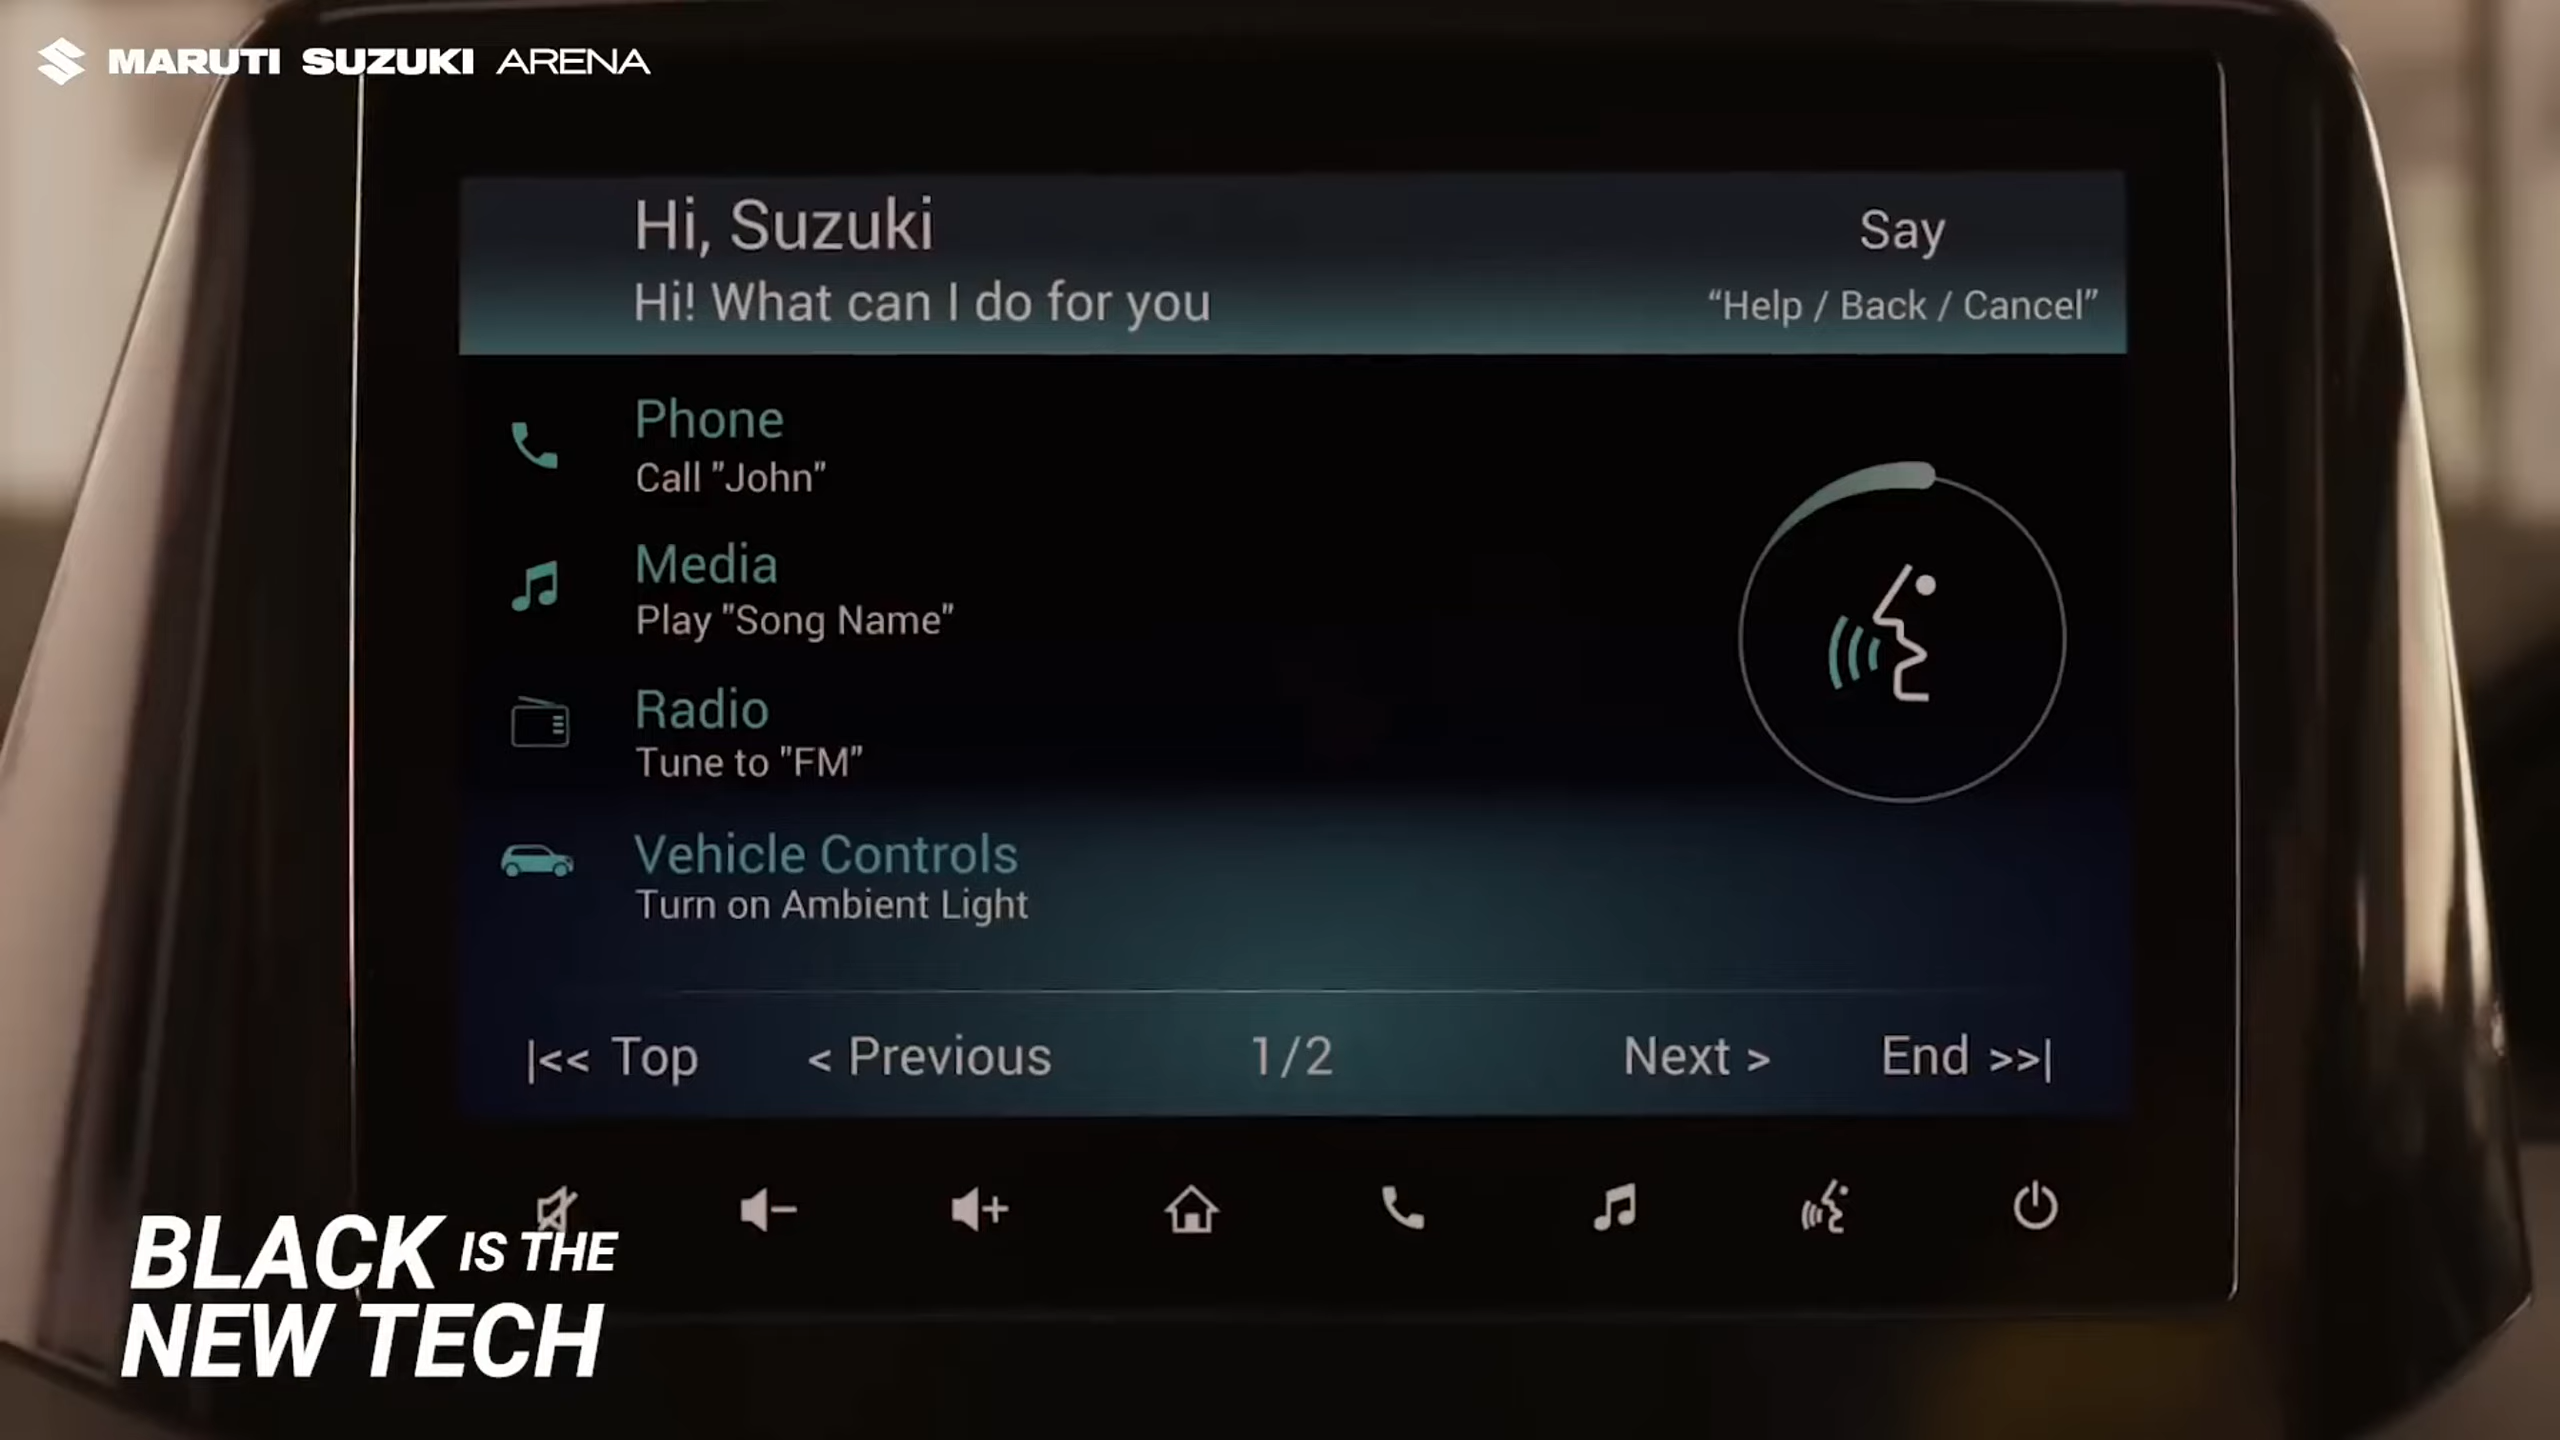 MARUTI SUZUKI ARENA
Hi, Suzuki
Hi! What can I do for you
Say
“Help / Back / Cancel”
Phone
Call "John"
Media
Play "Song Name"
Radio
Tune to "FM"
Vehicle Controls
Turn on Ambient Light
|<< Top < Previous 1/2 Next > End >>|
BLACK IS THE
NEW TECH